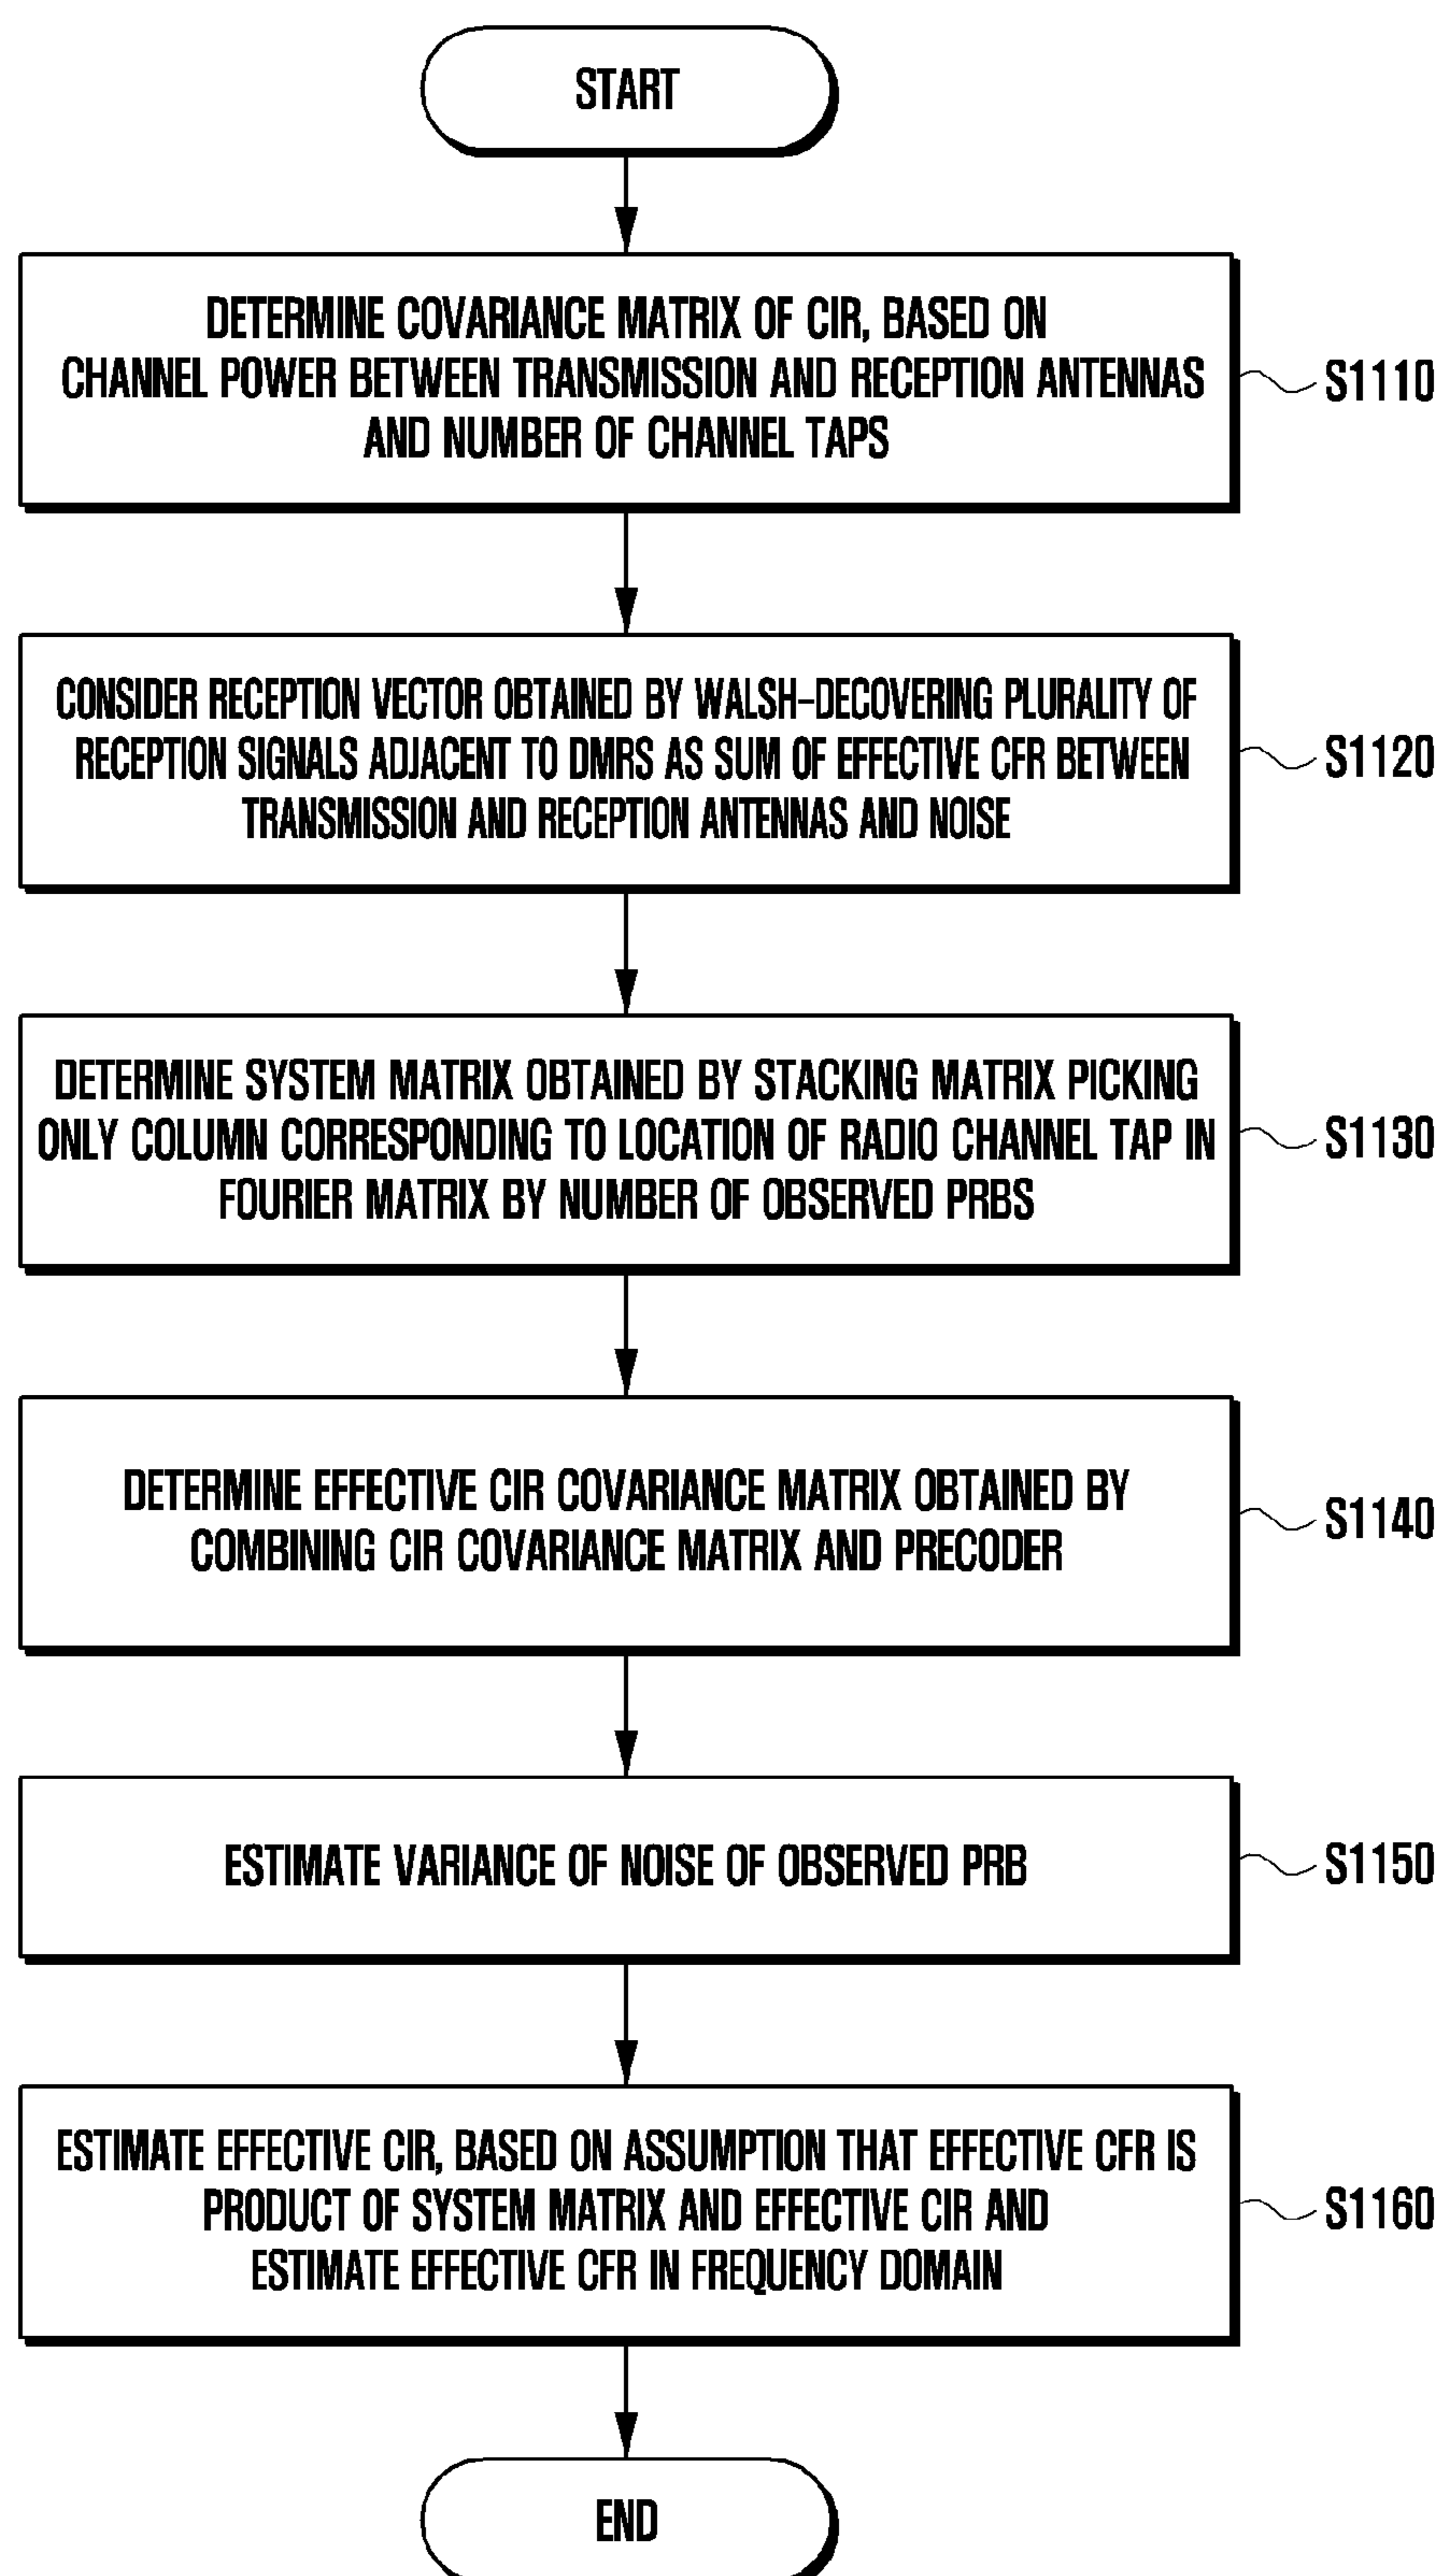 START
DETERMINE COVARIANCE MATRIX OF CIR, BASED ON
CHANNEL POWER BETWEEN TRANSMISSION AND RECEPTION ANTENNAS
AND NUMBER OF CHANNEL TAPS
S1110
CONSIDER RECEPTION VECTOR OBTAINED BY WALSH-DECOVERING PLURALITY OF
RECEPTION SIGNALS ADJACENT TO DMRS AS SUM OF EFFECTIVE CFR BETWEEN
TRANSMISSION AND RECEPTION ANTENNAS AND NOISE
S1120
DETERMINE SYSTEM MATRIX OBTAINED BY STACKING MATRIX PICKING
ONLY COLUMN CORRESPONDING TO LOCATION OF RADIO CHANNEL TAP IN
FOURIER MATRIX BY NUMBER OF OBSERVED PRBS
S1130
DETERMINE EFFECTIVE CIR COVARIANCE MATRIX OBTAINED BY
COMBINING CIR COVARIANCE MATRIX AND PRECODER
S1140
ESTIMATE VARIANCE OF NOISE OF OBSERVED PRB
S1150
ESTIMATE EFFECTIVE CIR, BASED ON ASSUMPTION THAT EFFECTIVE CFR IS
PRODUCT OF SYSTEM MATRIX AND EFFECTIVE CIR AND
ESTIMATE EFFECTIVE CFR IN FREQUENCY DOMAIN
S1160
END